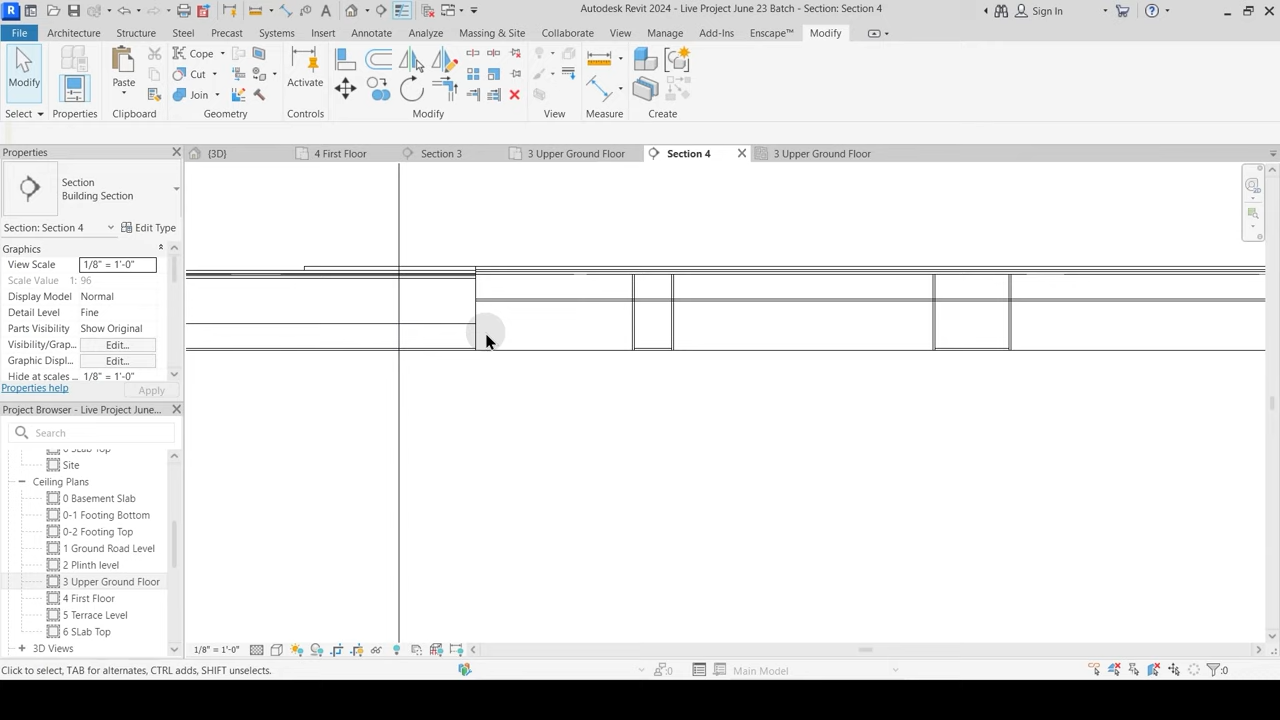 Autodesk Revit 2024 - Live Project June 23 Batch - Section: Section 4
Sign In
File Architecture Structure Steel Precast Systems Insert Annotate Analyze Massing & Site Collaborate View Manage Add-Ins Enscape™ Modify
Cope
Cut
Join
Modify
Paste
Activate
Select Properties Clipboard Geometry Controls Modify View Measure Create
Properties
{3D}
4 First Floor
Section 3
3 Upper Ground Floor
Section 4
3 Upper Ground Floor
Section
Building Section
Section: Section 4
Edit Type
Graphics
View Scale 1/8" = 1'-0"
Scale Value 1: 96
Display Model Normal
Detail Level Fine
Parts Visibility Show Original
Visibility/Grap... Edit...
Graphic Displ... Edit...
Hide at scales ... 1/8" = 1'-0"
Properties help
Apply
Project Browser - Live Project June...
Search
Site
Ceiling Plans
0 Basement Slab
0-1 Footing Bottom
0-2 Footing Top
1 Ground Road Level
2 Plinth level
3 Upper Ground Floor
4 First Floor
5 Terrace Level
6 SLab Top
3D Views
1/8" = 1'-0"
Click to select, TAB for alternates, CTRL adds, SHIFT unselects.
:0
Main Model
:0